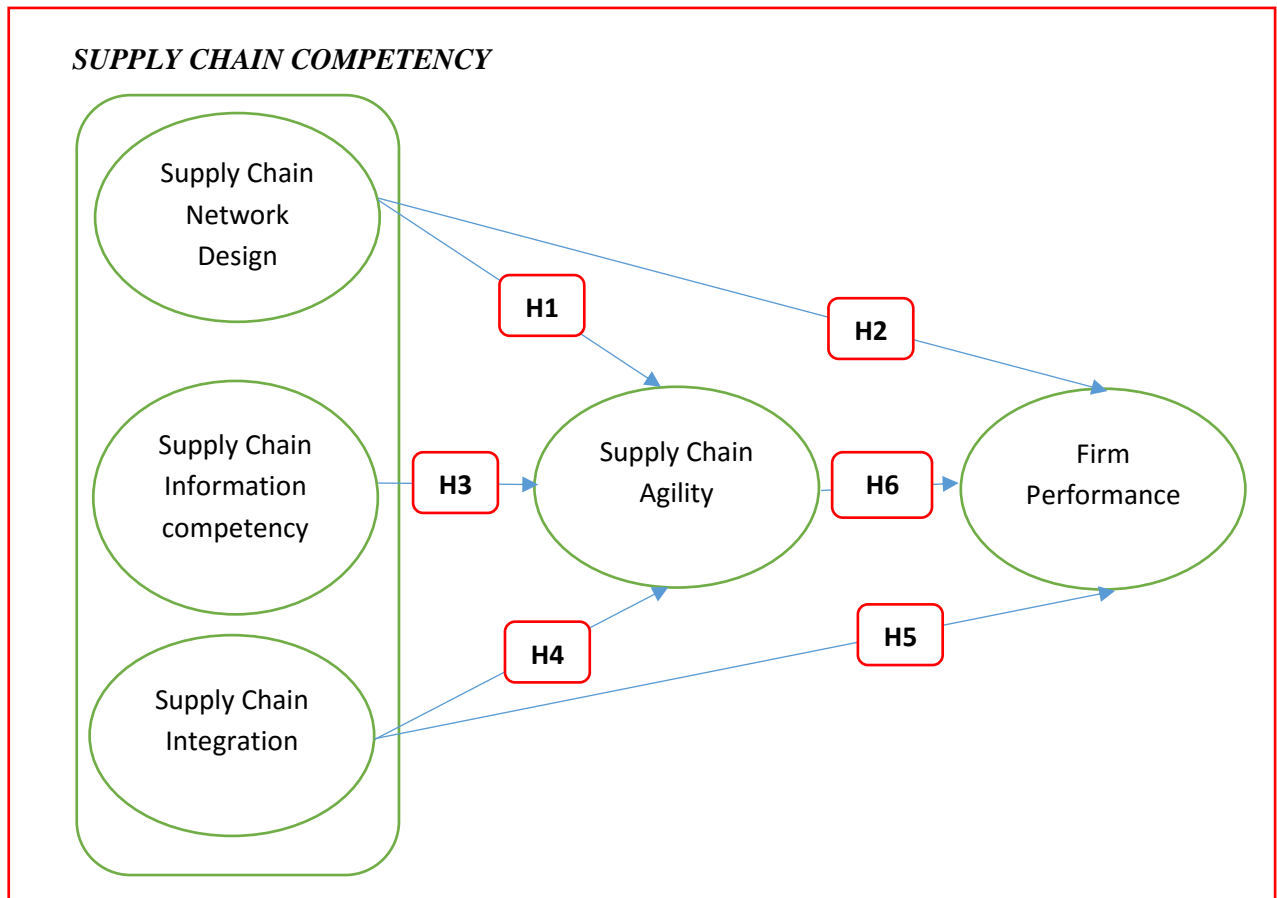 SUPPLY CHAIN COMPETENCY
Supply Chain
Network
Design
H1
H2
Supply Chain
Information
competency
H3
Supply Chain
Agility
H6
Firm
Performance
H4
H5
Supply Chain
Integration